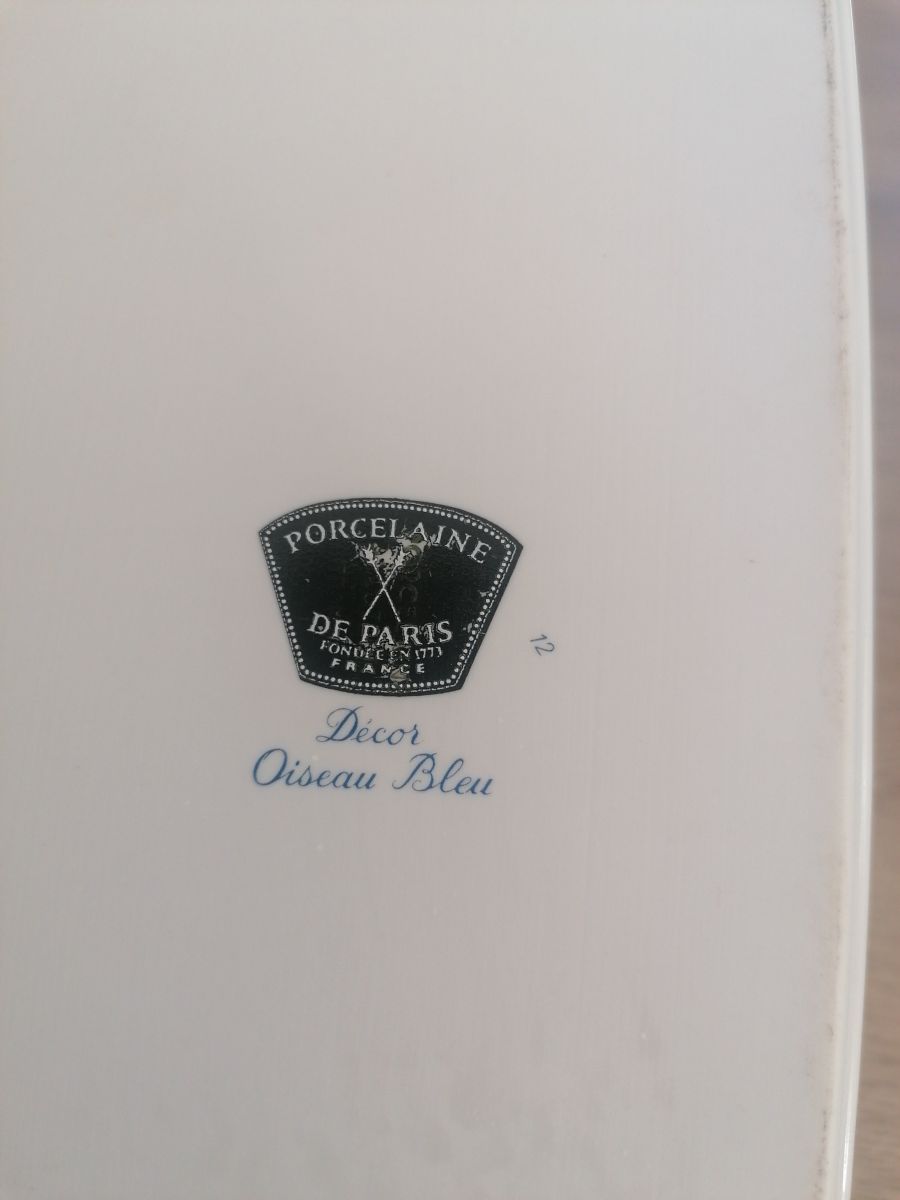 PORCELAINE
DE PARIS
FONDÉE EN 1773
FRANCE
12
Décor
Oiseau Bleu